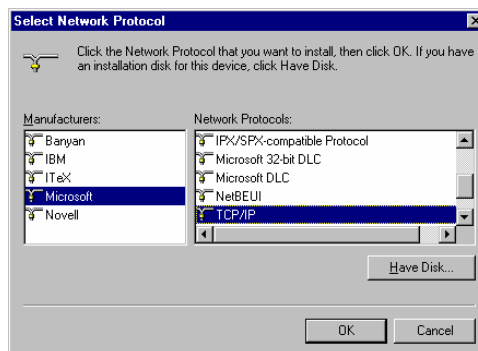 Select Network Protocol
Click the Network Protocol that you want to install, then click OK. If you have
an installation disk for this device, click Have Disk.
Manufacturers:
Banyan
IBM
ITeX
Microsoft
Novell
Network Protocols:
IPX/SPX-compatible Protocol
Microsoft 32-bit DLC
Microsoft DLC
NetBEUI
TCP/IP
Have Disk...
OK
Cancel